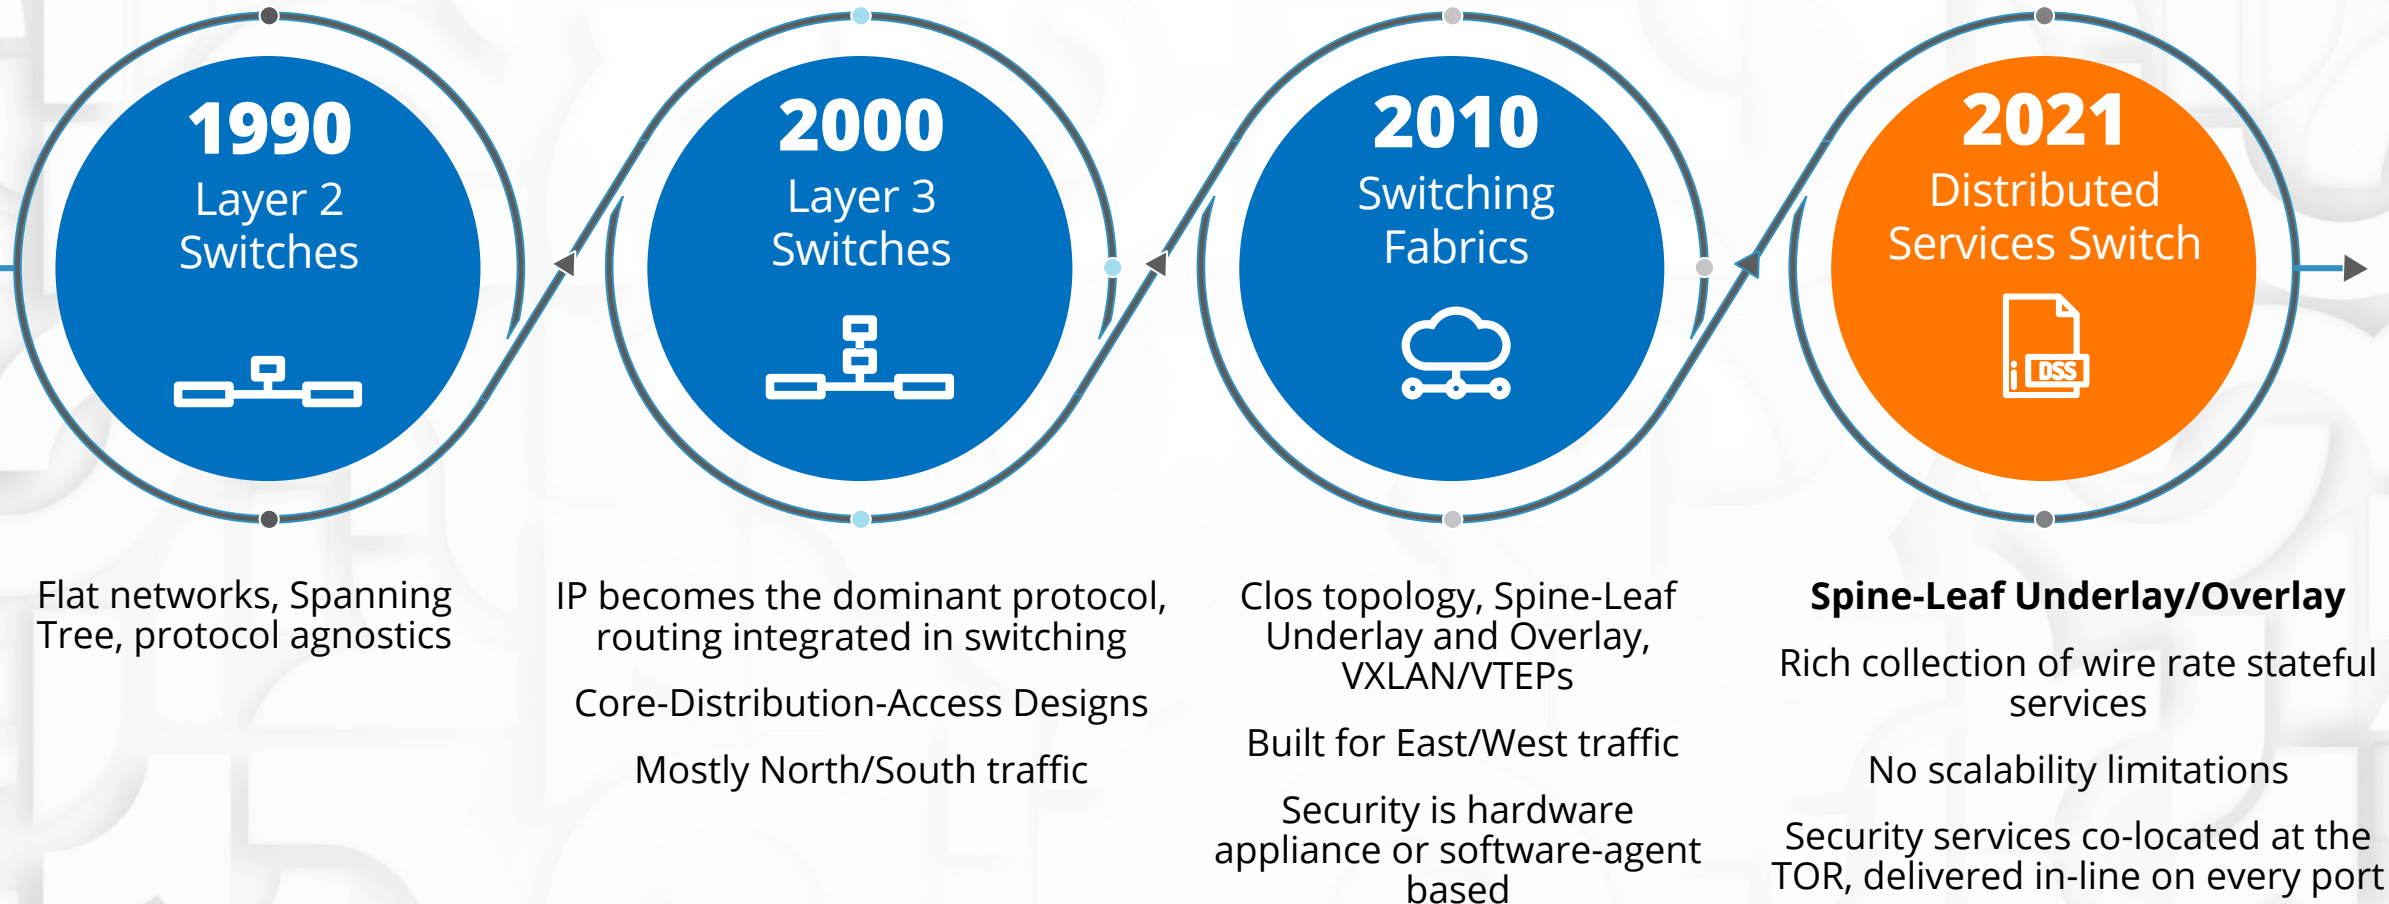 1990
Layer 2
Switches
2000
Layer 3
Switches
2010
Switching
Fabrics
2021
Distributed
Services Switch
DSS
Flat networks, Spanning
Tree, protocol agnostics
IP becomes the dominant protocol,
routing integrated in switching
Core-Distribution-Access Designs
Mostly North/South traffic
Clos topology, Spine-Leaf
Underlay and Overlay,
VXLAN/VTEPs
Built for East/West traffic
Security is hardware
appliance or software-agent
based
Spine-Leaf Underlay/Overlay
Rich collection of wire rate stateful
services
No scalability limitations
Security services co-located at the
TOR, delivered in-line on every port